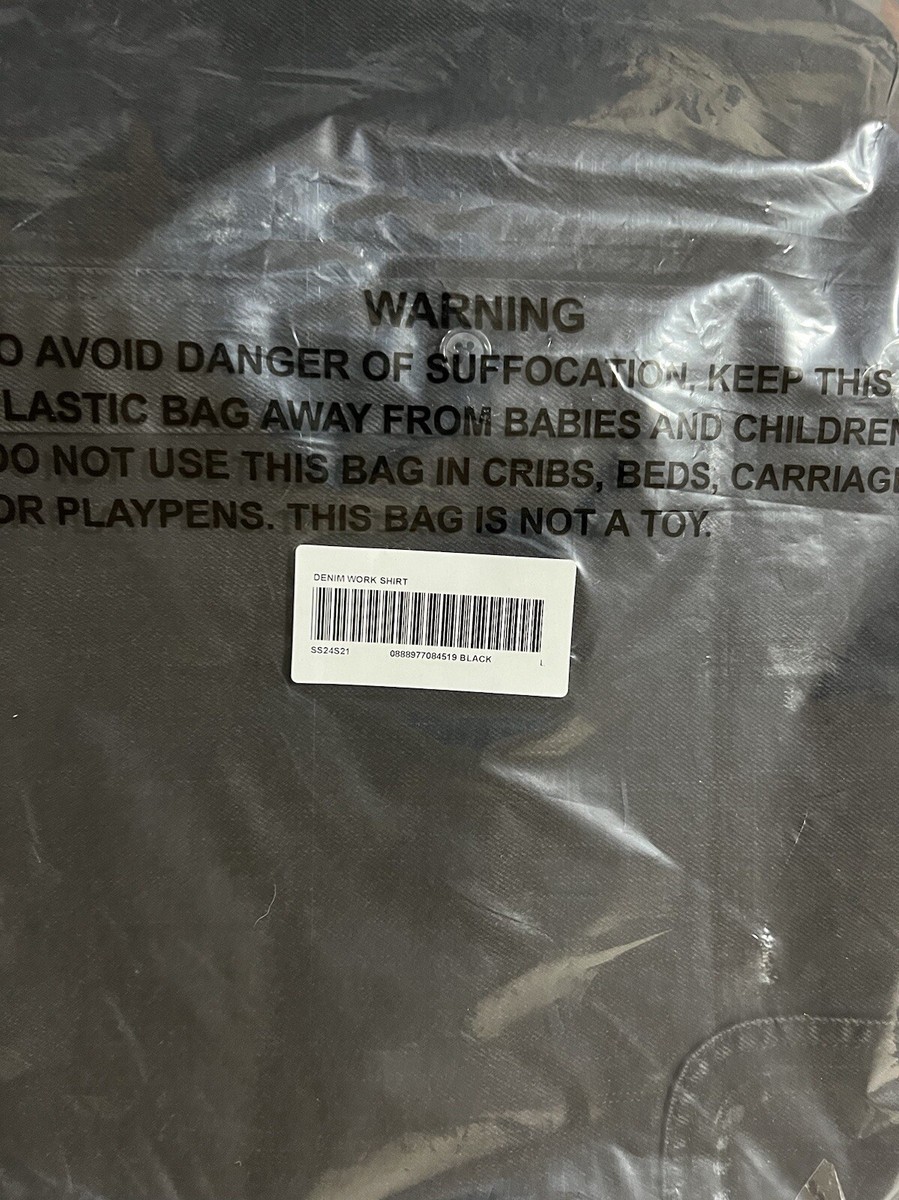 WARNING
O AVOID DANGER OF SUFFOCATION, KEEP THIS
LASTIC BAG AWAY FROM BABIES AND CHILDREN
DO NOT USE THIS BAG IN CRIBS, BEDS, CARRIAG
OR PLAYPENS. THIS BAG IS NOT A TOY.
DENIM WORK SHIRT
SS24S21 0888977084519 BLACK L